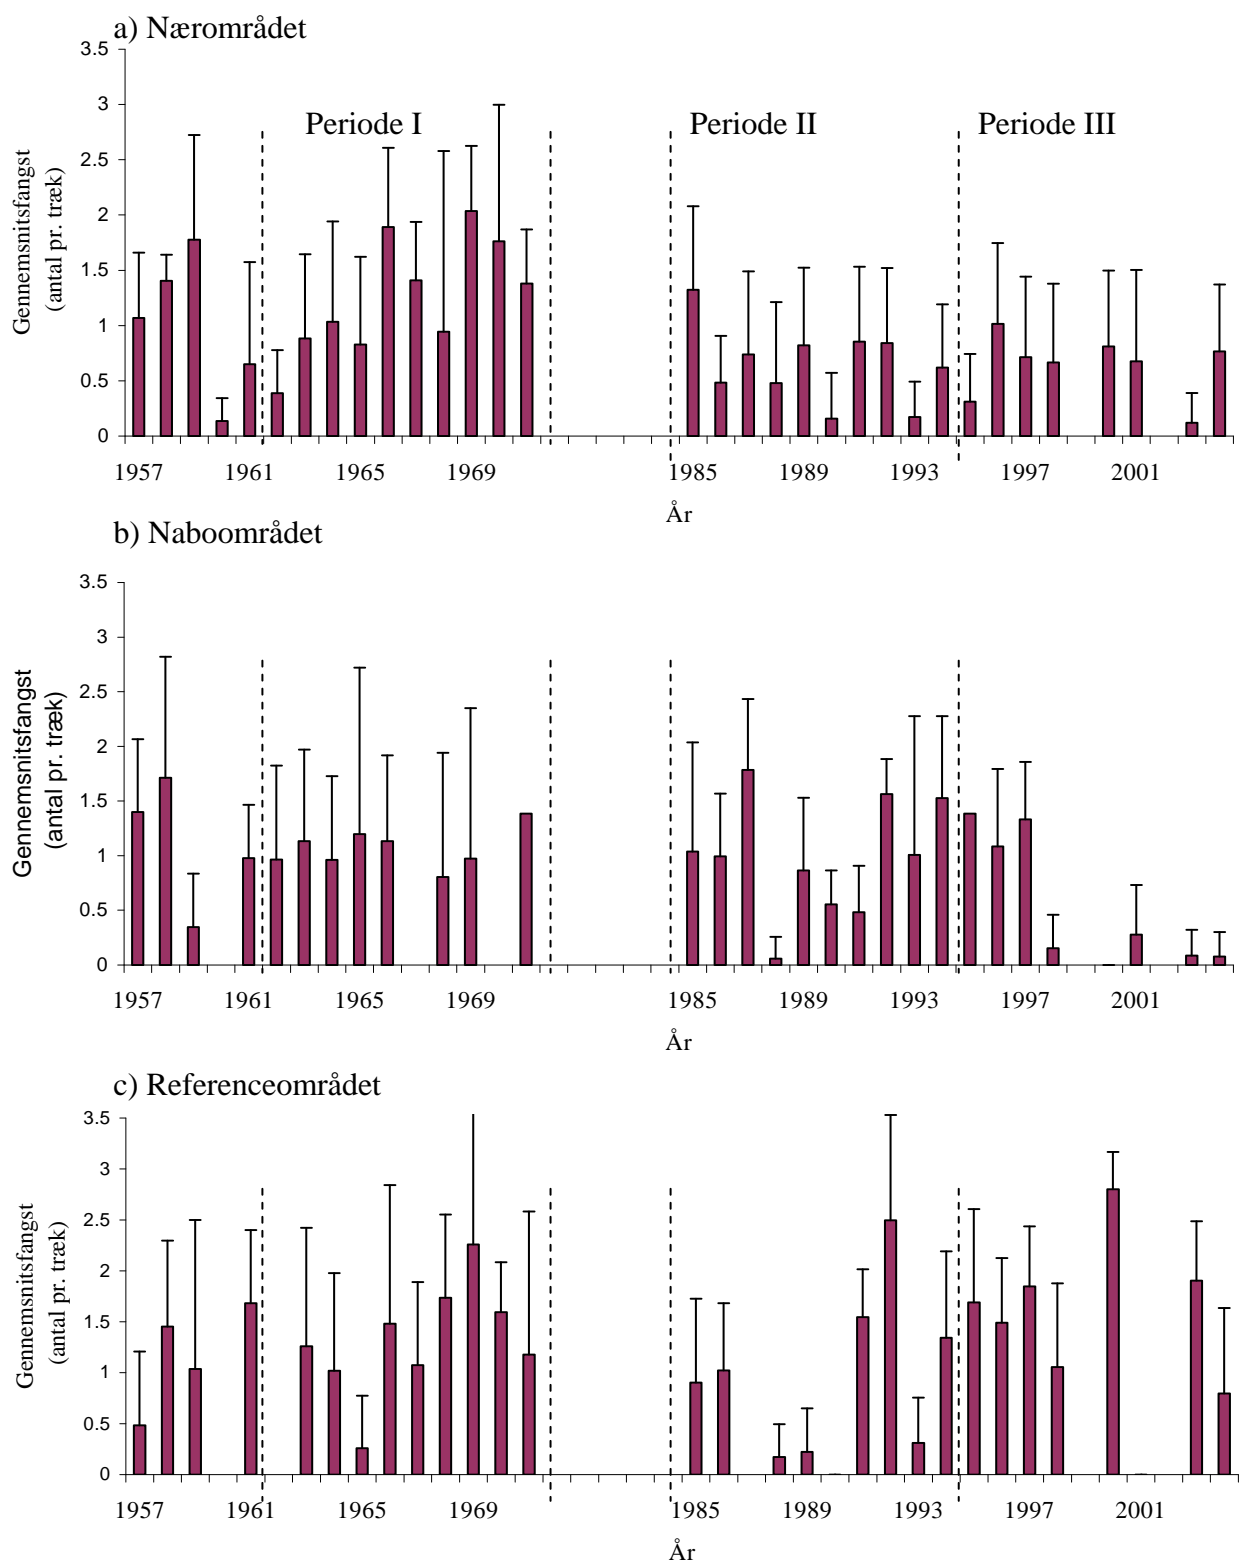 a) Nærområdet
3.5
3
2.5
2
1.5
1
0.5
0
Gennemsnitsfangst
(antal pr. træk)
Periode I
Periode II
Periode III
1957 1961 1965 1969 1985 1989 1993 1997 2001
År
b) Naboområdet
3.5
3
2.5
2
1.5
1
0.5
0
Gennemsnitsfangst
(antal pr. træk)
1957 1961 1965 1969 1985 1989 1993 1997 2001
År
c) Referenceområdet
3.5
3
2.5
2
1.5
1
0.5
0
Gennemsnitsfangst
(antal pr. træk)
1957 1961 1965 1969 1985 1989 1993 1997 2001
År